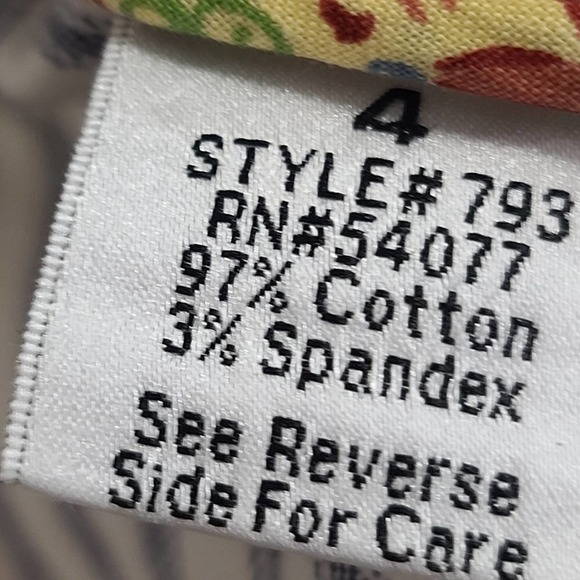 4
STYLE# 793
RN#54077
97% Cotton
3% Spandex
See Reverse
Side For Care